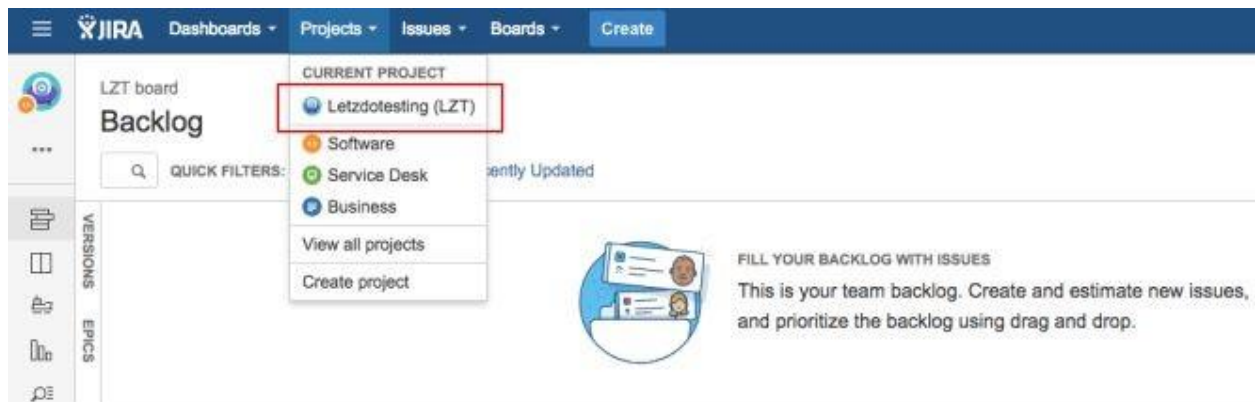 JIRA Dashboards Projects Issues Boards Create
LZT board
Backlog
QUICK FILTERS:
ently Updated
CURRENT PROJECT
Letzdotesting (LZT)
Software
Service Desk
Business
View all projects
Create project
VERSIONS
EPICS
FILL YOUR BACKLOG WITH ISSUES
This is your team backlog. Create and estimate new issues,
and prioritize the backlog using drag and drop.